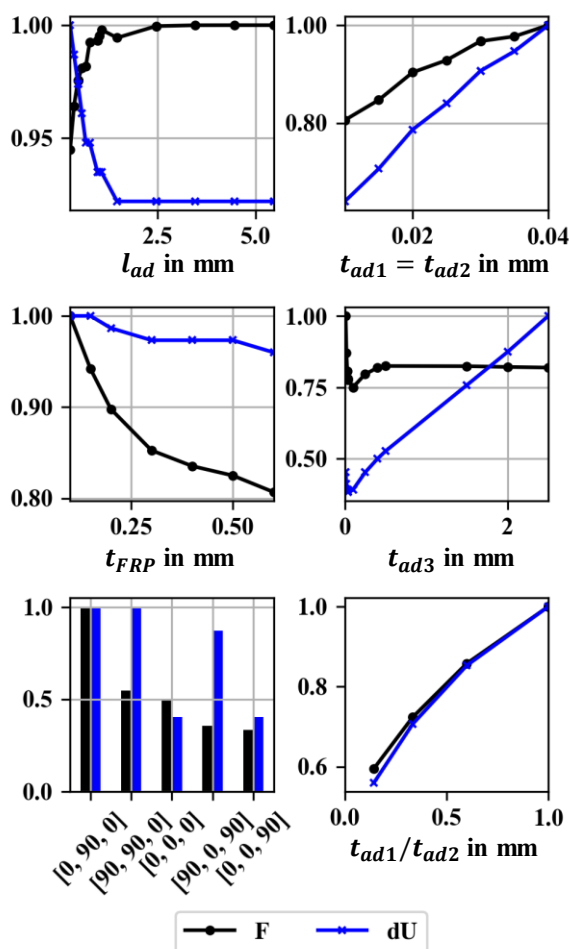 1.00
0.95
2.5 5.0
l_ad in mm
1.00
0.80
0.02 0.04
t_ad1 = t_ad2 in mm
1.00
0.90
0.80
0.25 0.50
t_FRP in mm
1.00
0.75
0.50
0 2
t_ad3 in mm
1.0
0.5
0.0
[0, 90, 0]
[90, 90, 0]
[0, 0, 0]
[90, 0, 90]
[0, 0, 90]
1.0
0.8
0.6
0.0 0.5 1.0
t_ad1/t_ad2 in mm
F dU